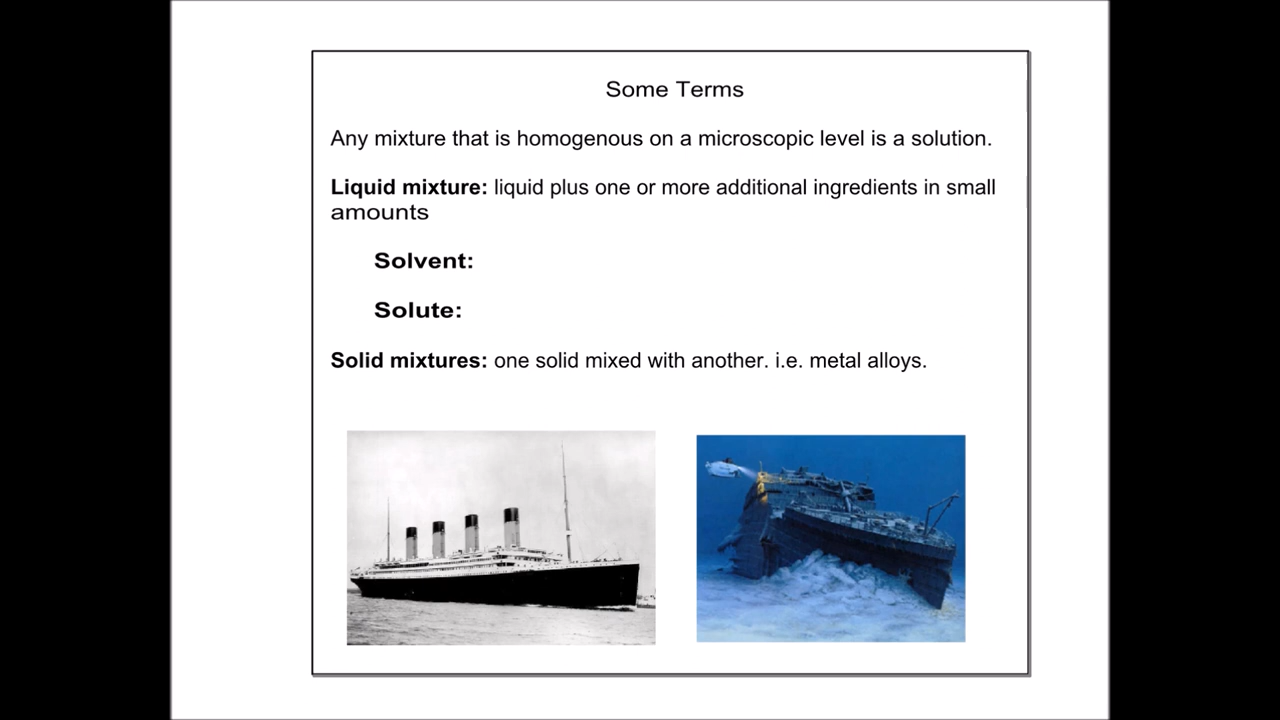 Some Terms
Any mixture that is homogenous on a microscopic level is a solution.
Liquid mixture: liquid plus one or more additional ingredients in small
amounts
Solvent:
Solute:
Solid mixtures: one solid mixed with another. i.e. metal alloys.